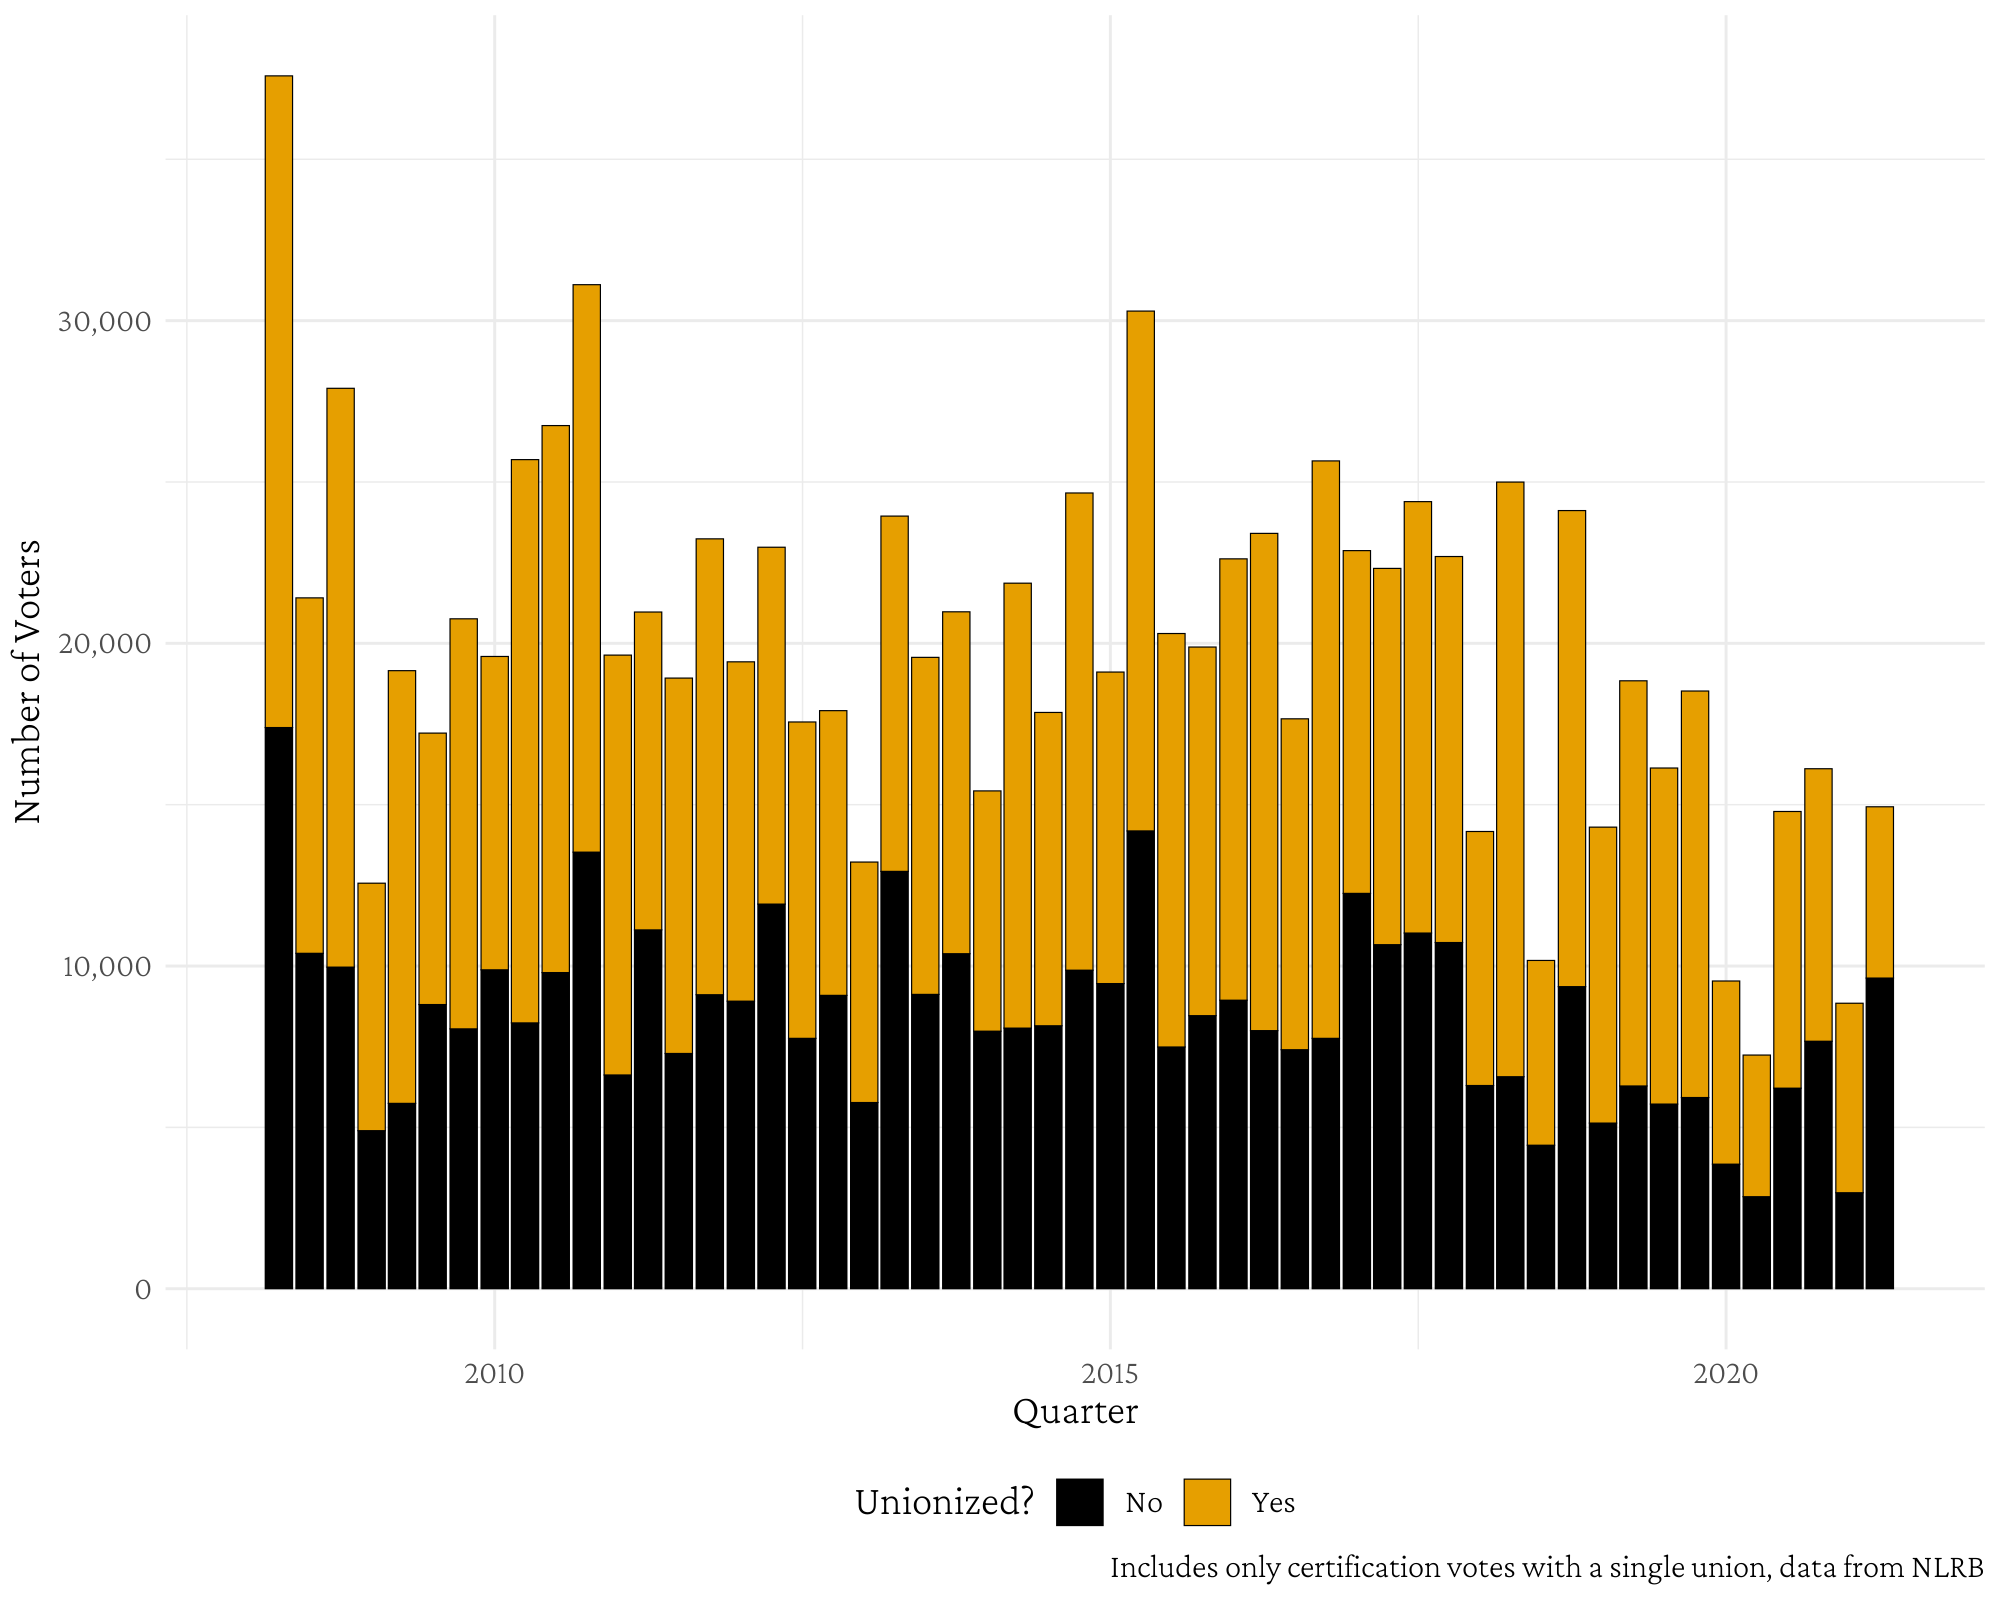 30,000
20,000
10,000
0
Number of Voters
2010 2015 2020
Quarter
Unionized? No Yes
Includes only certification votes with a single union, data from NLRB